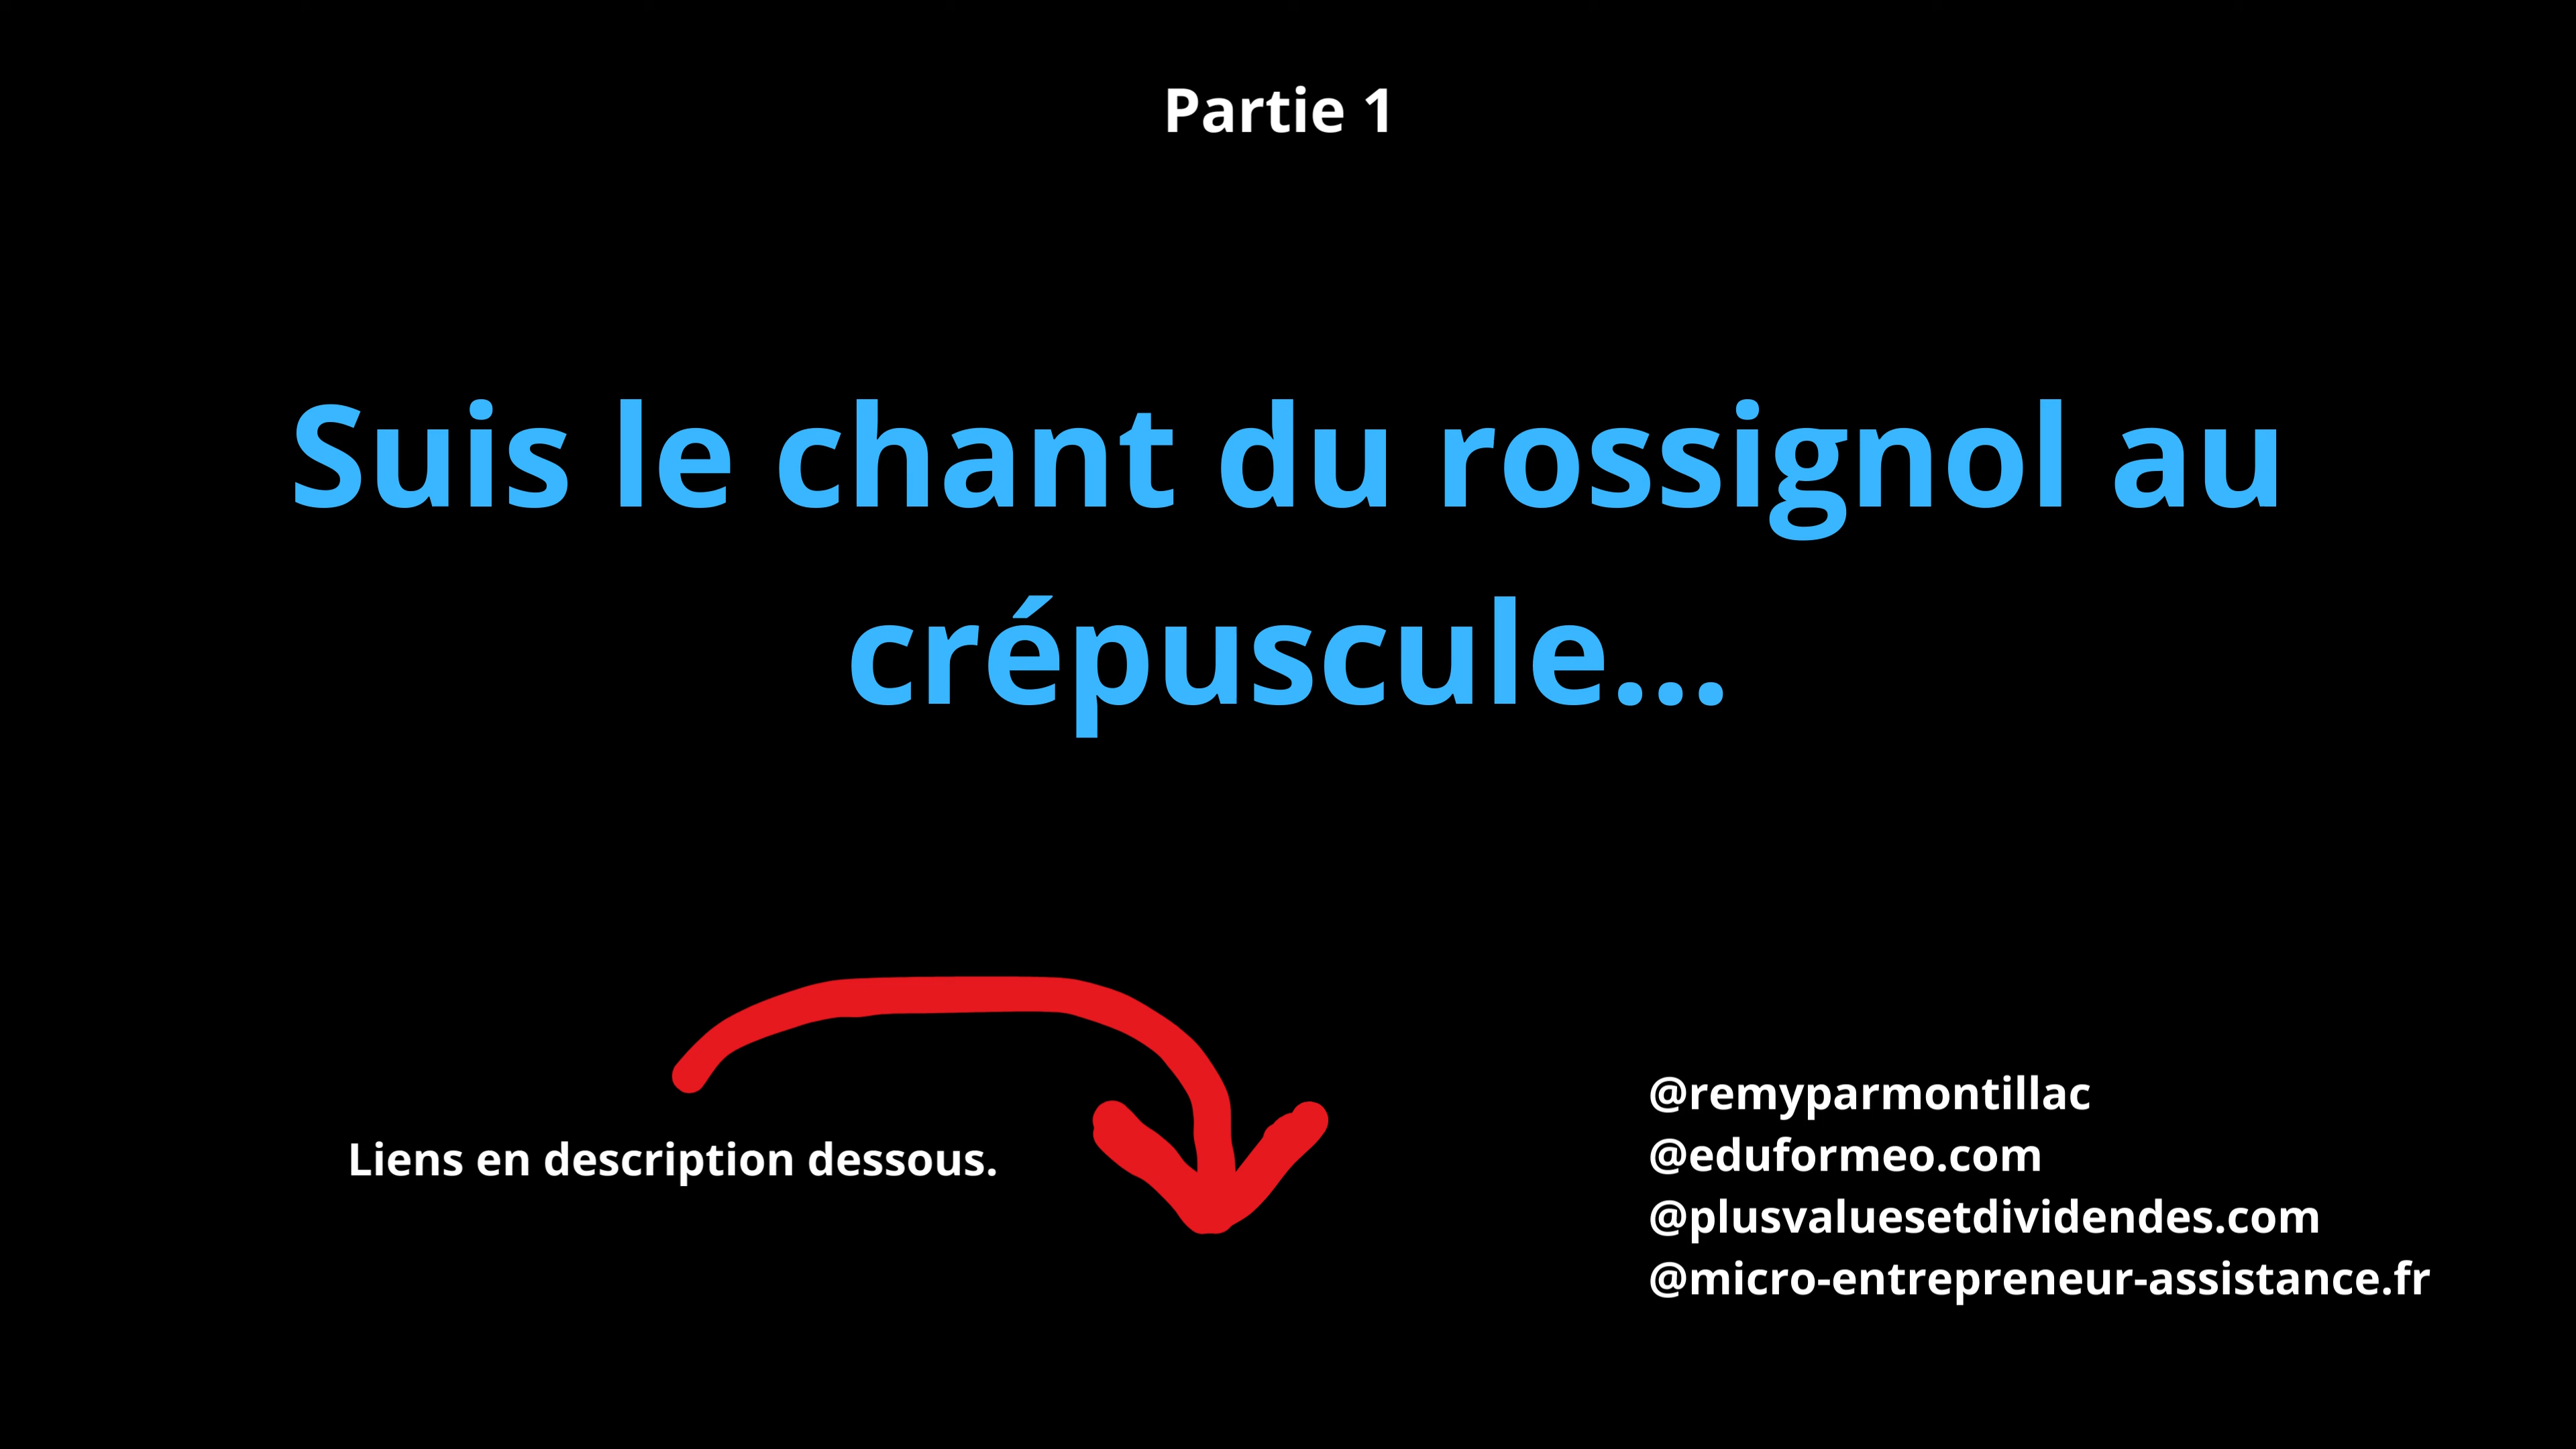 Partie 1
Suis le chant du rossignol au
crépuscule...
Liens en description dessous.
@remyparmontillac
@eduformeo.com
@plusvaluesetdividendes.com
@micro-entrepreneur-assistance.fr